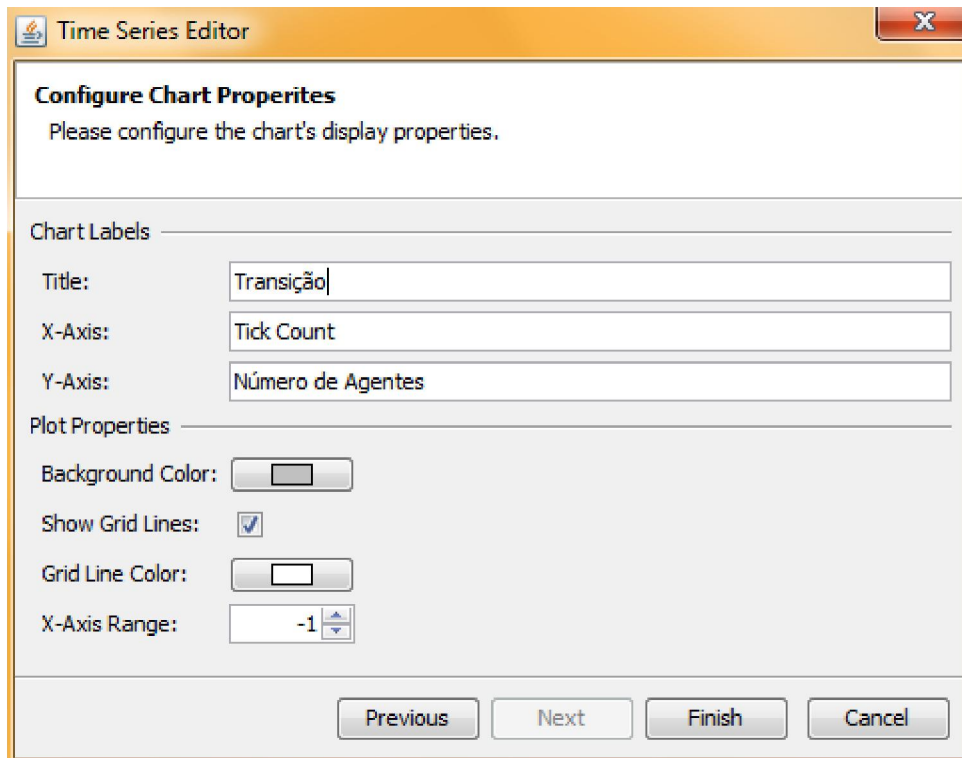 Time Series Editor
Configure Chart Properites
Please configure the chart's display properties.
Chart Labels
Title: Transição
X-Axis: Tick Count
Y-Axis: Número de Agentes
Plot Properties
Background Color:
Show Grid Lines:
Grid Line Color:
X-Axis Range: -1
Previous Next Finish Cancel